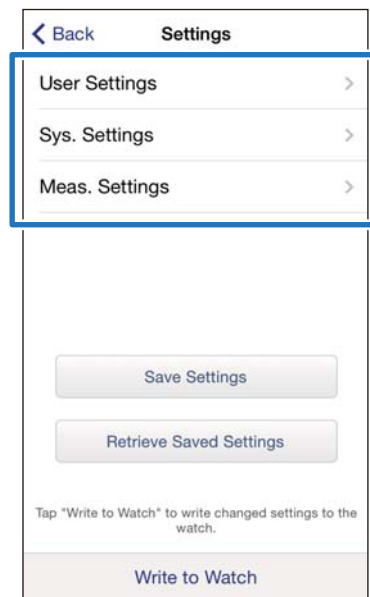 Back Settings
User Settings
Sys. Settings
Meas. Settings
Save Settings
Retrieve Saved Settings
Tap "Write to Watch" to write changed settings to the
watch.
Write to Watch